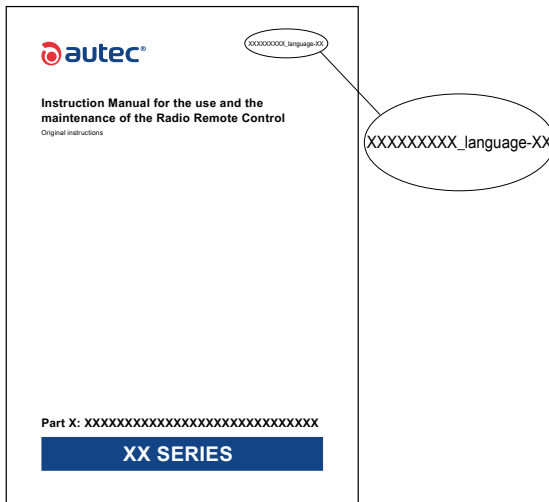 autec®
XXXXXXXXX_language-XX
Instruction Manual for the use and the
maintenance of the Radio Remote Control
Original instructions
XXXXXXXXX_language-XX
Part X: XXXXXXXXXXXXXXXXXXXXXXXXXXXXX
XX SERIES